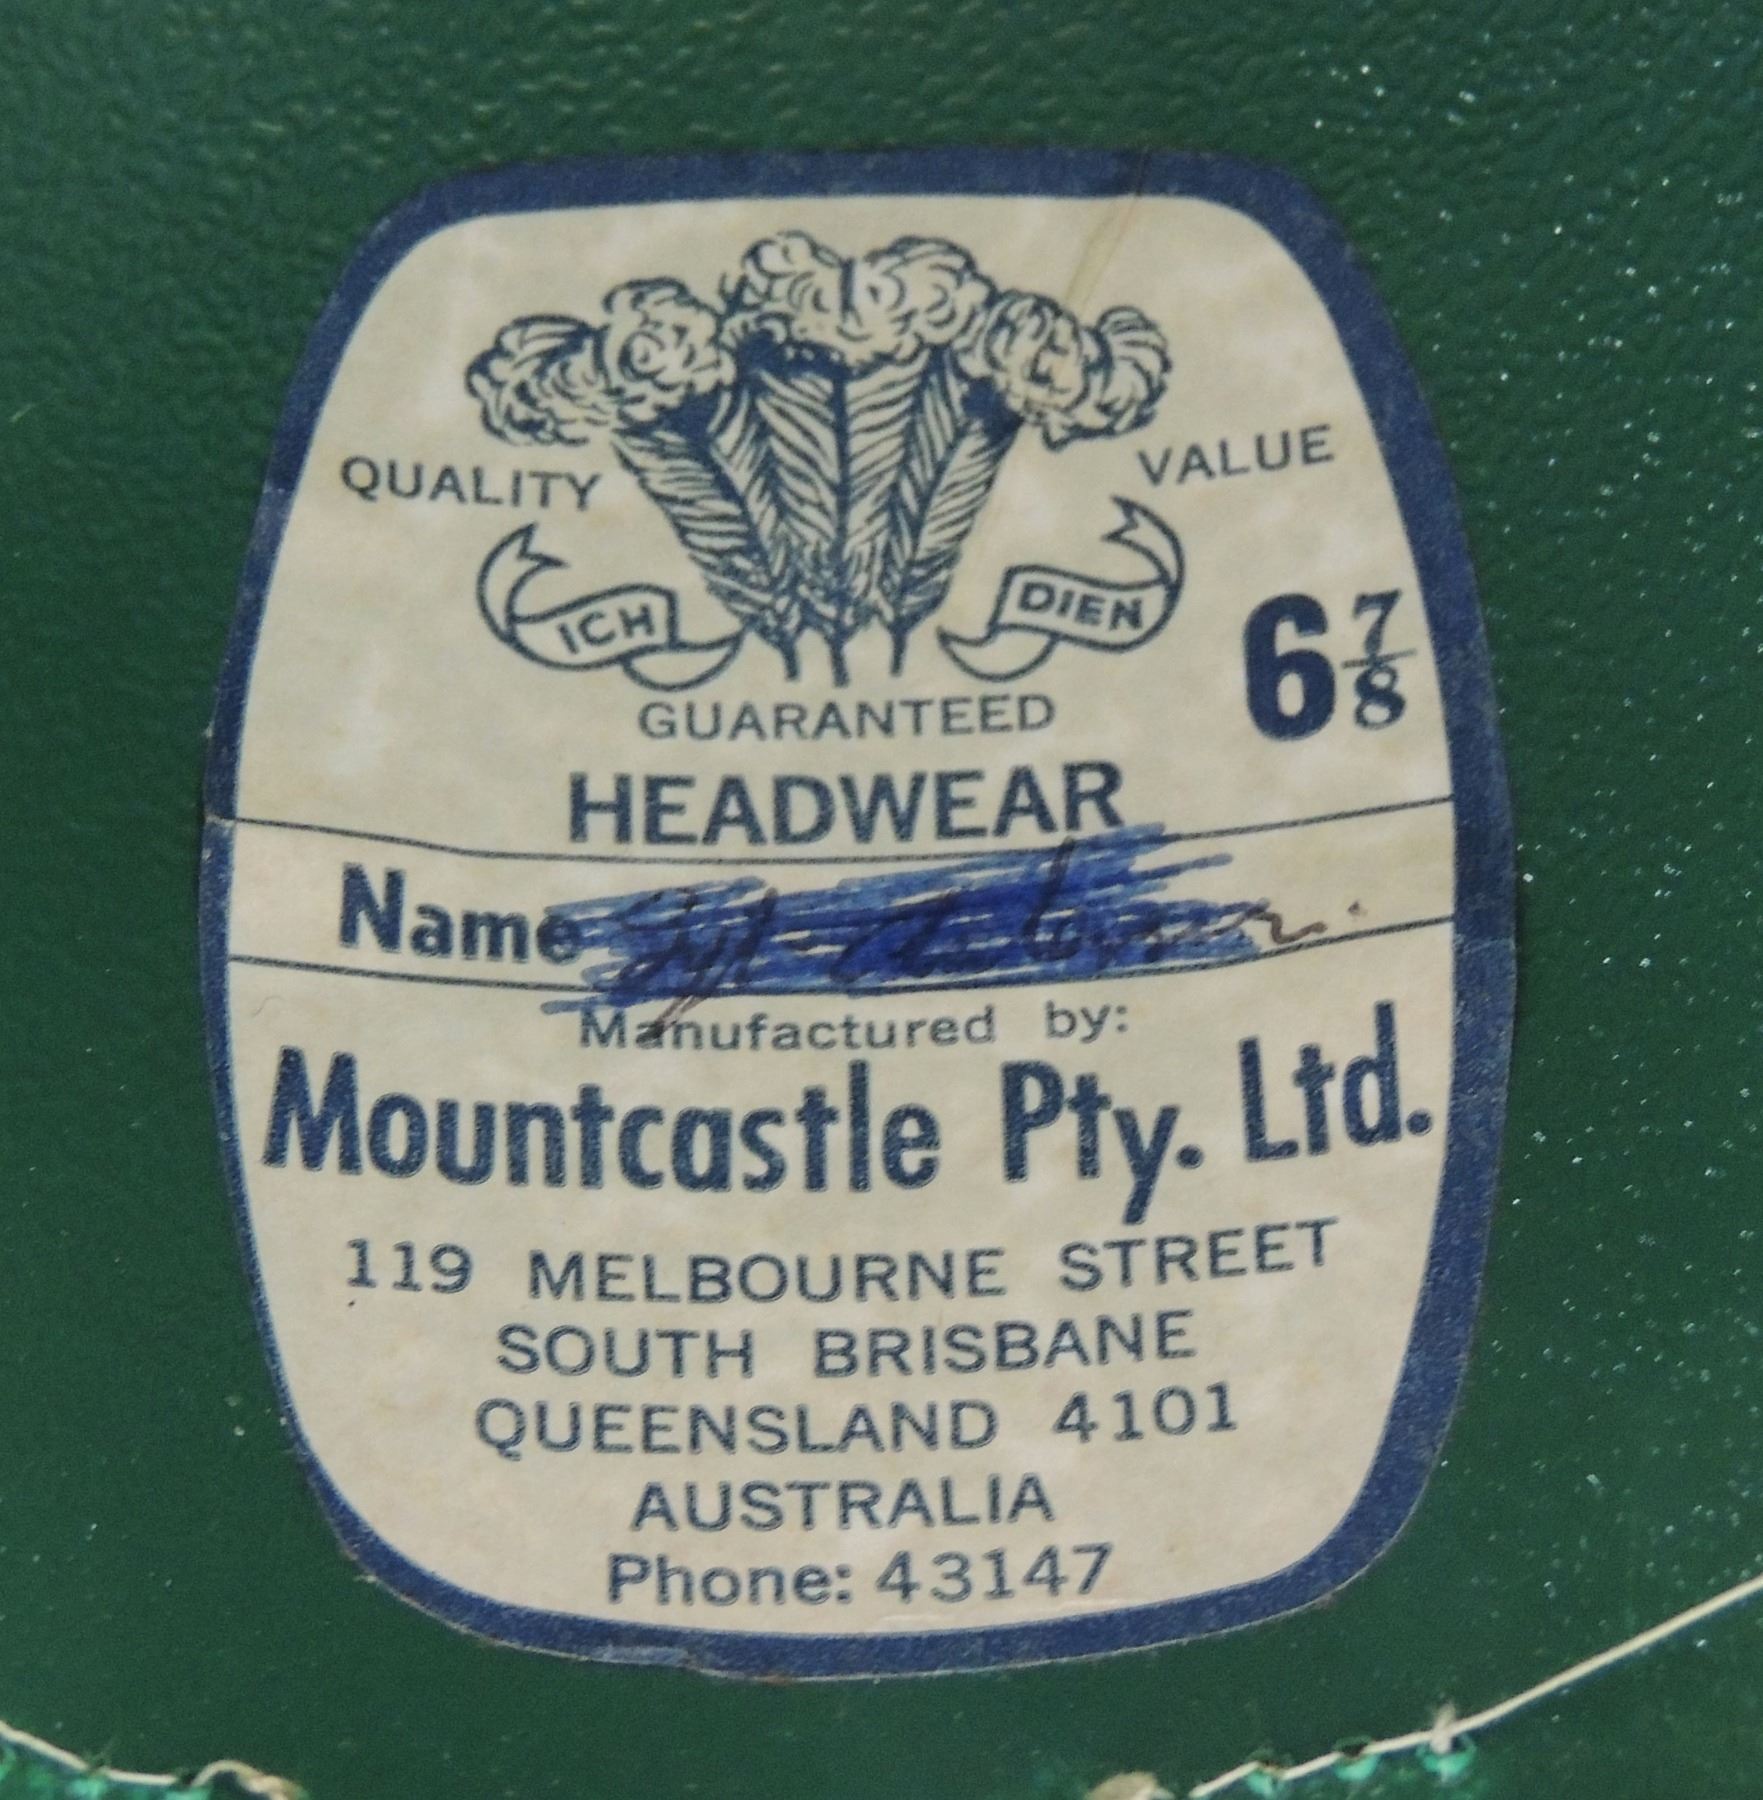 QUALITY VALUE
ICH DIEN
6 7/8
GUARANTEED
HEADWEAR
Name
Manufactured by:
Mountcastle Pty. Ltd.
119 MELBOURNE STREET
SOUTH BRISBANE
QUEENSLAND 4101
AUSTRALIA
Phone: 43147